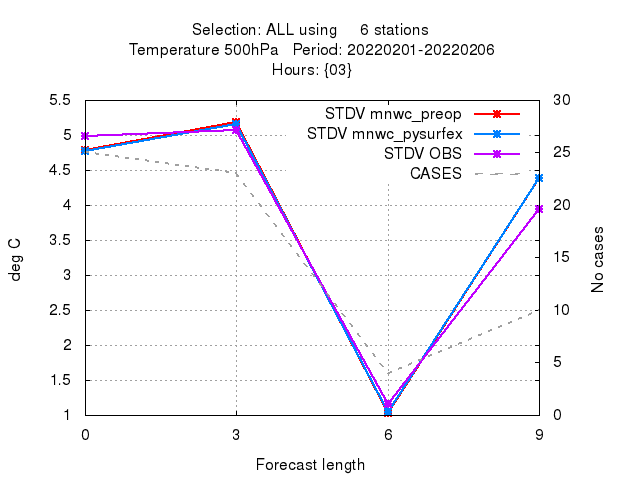 Selection: ALL using 6 stations
Temperature 500hPa Period: 20220201-20220206
Hours: {03}
STDV mnwc_preop
STDV mnwc_pysurfex
STDV OBS
CASES
5.5
5
4.5
4
3.5
3
2.5
2
1.5
1
30
25
20
15
10
5
0
deg C
No cases
0 3 6 9
Forecast length